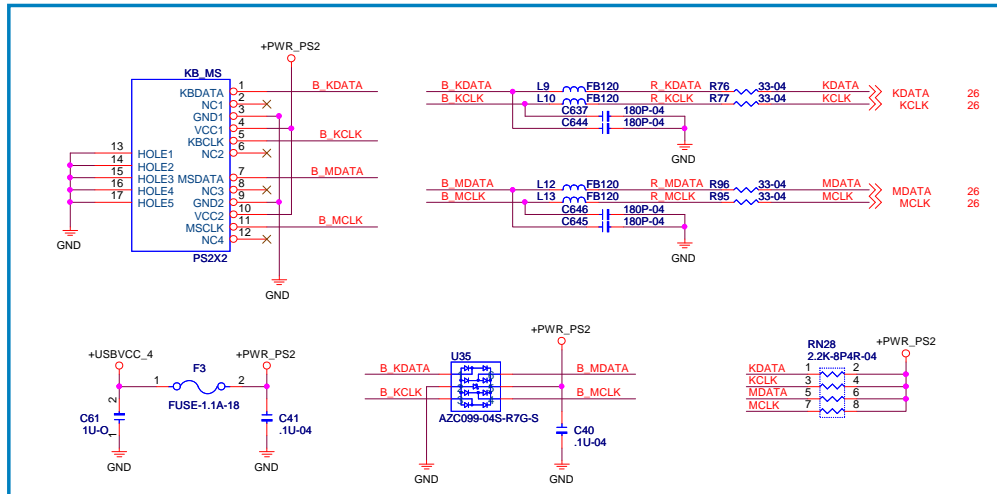 +PWR_PS2
KB_MS
KBDATA 1 B_KDATA
NC1 2
GND1 3
VCC1 4
KBCLK 5 B_KCLK
NC2 6
MSDATA 7 B_MDATA
NC3 8
GND2 9
VCC2 10
MSCLK 11 B_MCLK
NC4 12
13 HOLE1
14 HOLE2
15 HOLE3
16 HOLE4
17 HOLE5
GND
PS2X2
GND
B_KDATA L9 FB120 R_KDATA R76 33-04 KDATA KDATA 26
B_KCLK L10 FB120 R_KCLK R77 33-04 KCLK KCLK 26
C637 180P-04
C644 180P-04
GND
B_MDATA L12 FB120 R_MDATA R96 33-04 MDATA MDATA 26
B_MCLK L13 FB120 R_MCLK R95 33-04 MCLK MCLK 26
C646 180P-04
C645 180P-04
GND
+USBVCC_4 +PWR_PS2
F3
1 2
FUSE-1.1A-18
2
C61
1U-O
1
C41
.1U-04
GND GND
+PWR_PS2
U35
B_KDATA B_MDATA
B_KCLK B_MCLK
AZC099-04S-R7G-S
C40
.1U-04
GND GND
RN28
2.2K-8P4R-04
+PWR_PS2
KDATA 1 2
KCLK 3 4
MDATA 5 6
MCLK 7 8